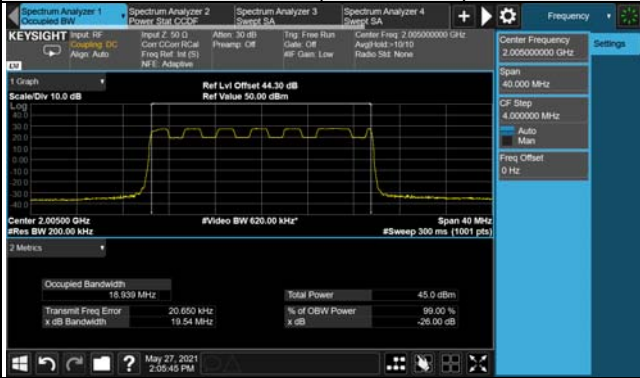 Spectrum Analyzer 1
Occupied BW
Spectrum Analyzer 2
Power Stat CCDF
Spectrum Analyzer 3
Swept SA
Spectrum Analyzer 4
Swept SA
Frequency
KEYSIGHT
Input: RF
Coupling: DC
Align: Auto
Input Z: 50 Ω
Corr CCorr RCal
Freq Ref: Int (S)
NFE: Adaptive
Atten: 30 dB
Preamp: Off
Trig: Free Run
Gate: Off
#IF Gain: Low
Center Freq: 2.005000000 GHz
Avg|Hold:>10/10
Radio Std: None
Center Frequency
2.005000000 GHz
Settings
Span
40.000 MHz
CF Step
4.000000 MHz
Auto
Man
Freq Offset
0 Hz
1 Graph
Scale/Div 10.0 dB
Ref Lvl Offset 44.30 dB
Ref Value 50.00 dBm
Log
40.0
30.0
20.0
10.0
0.00
-10.0
-20.0
-30.0
-40.0
Center 2.00500 GHz
#Res BW 200.00 kHz
#Video BW 620.00 kHz*
Span 40 MHz
#Sweep 300 ms (1001 pts)
2 Metrics
Occupied Bandwidth
18.939 MHz
Total Power 45.0 dBm
Transmit Freq Error 20.650 kHz
% of OBW Power 99.00 %
x dB Bandwidth 19.54 MHz
x dB -26.00 dB
May 27, 2021
2:05:45 PM